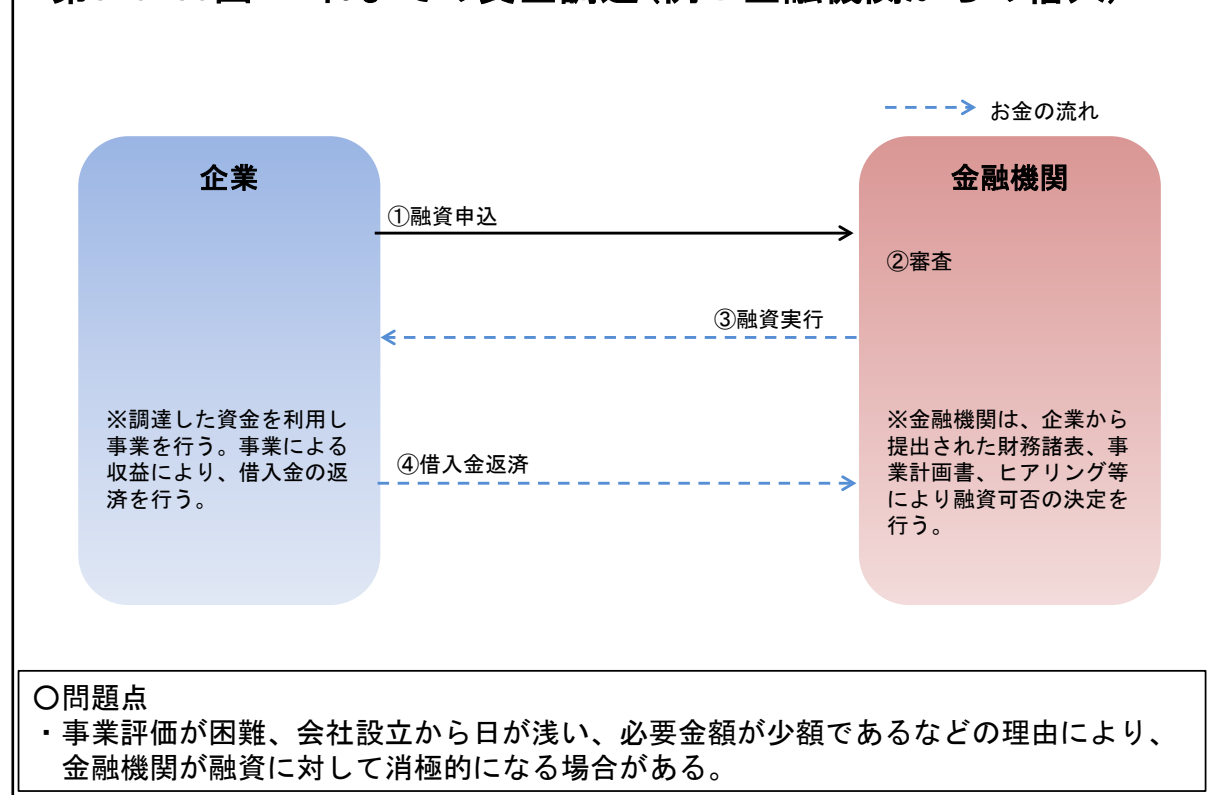 お金の流れ
企業
金融機関
①融資申込
②審査
③融資実行
※調達した資金を利用し
事業を行う。事業による
収益により、借入金の返
済を行う。
④借入金返済
※金融機関は、企業から
提出された財務諸表、事
業計画書、ヒアリング等
により融資可否の決定を
行う。
○問題点
・事業評価が困難、会社設立から日が浅い、必要金額が少額であるなどの理由により、
金融機関が融資に対して消極的になる場合がある。